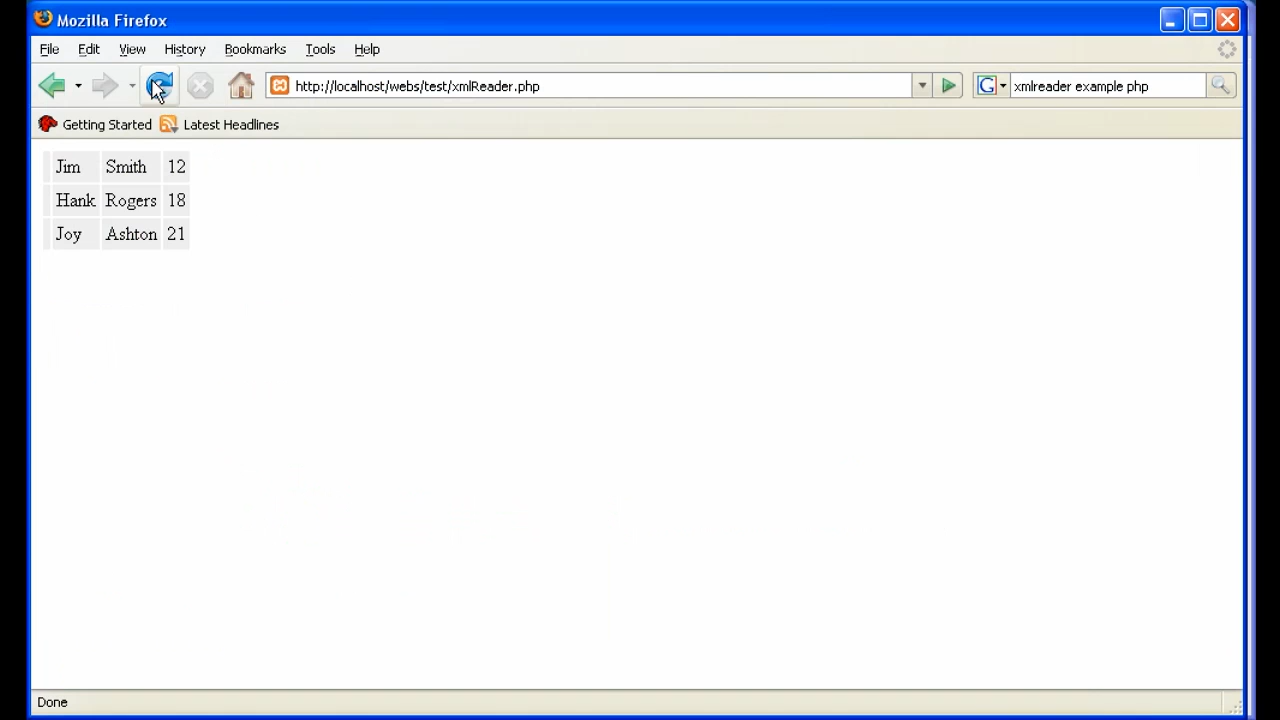 Mozilla Firefox
File Edit View History Bookmarks Tools Help
http://localhost/webs/test/xmlReader.php G xmlreader example php
Getting Started Latest Headlines
Jim Smith 12
Hank Rogers 18
Joy Ashton 21
Done